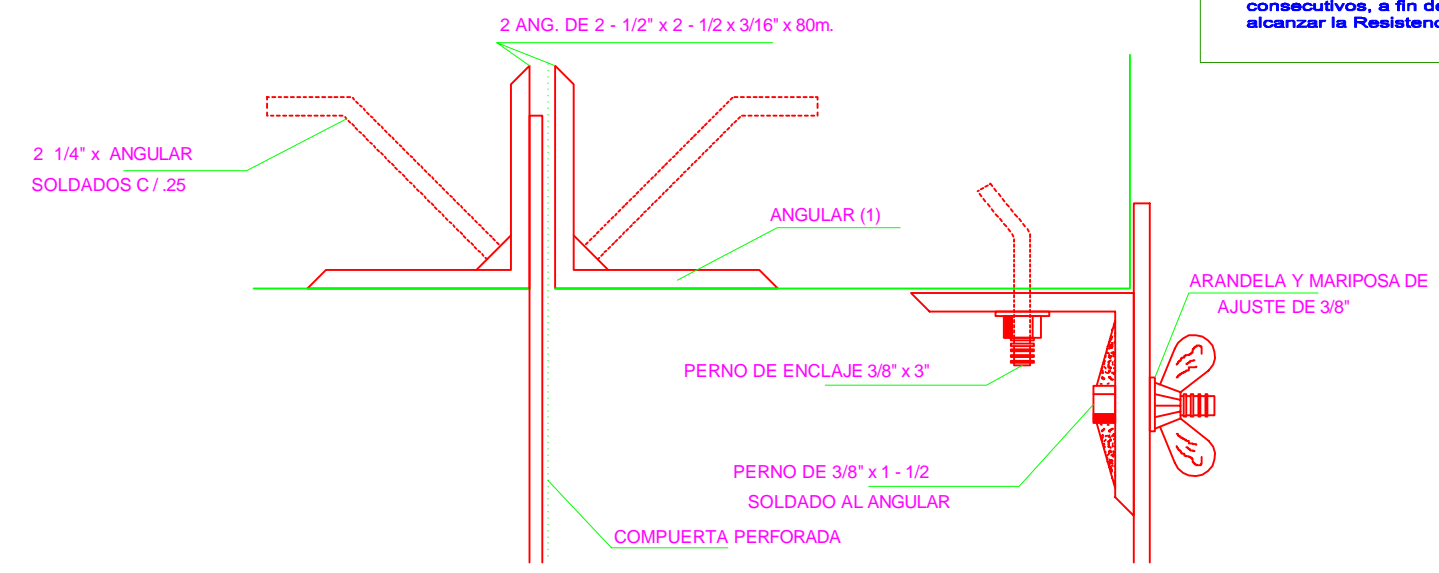 consecutivos, a fin de
alcanzar la Resistenc
2 ANG. DE 2 - 1/2" x 2 - 1/2 x 3/16" x 80m.
2 1/4" x ANGULAR
SOLDADOS C / .25
ANGULAR (1)
ARANDELA Y MARIPOSA DE
AJUSTE DE 3/8"
PERNO DE ENCLAJE 3/8" x 3"
PERNO DE 3/8" x 1 - 1/2
SOLDADO AL ANGULAR
COMPUERTA PERFORADA